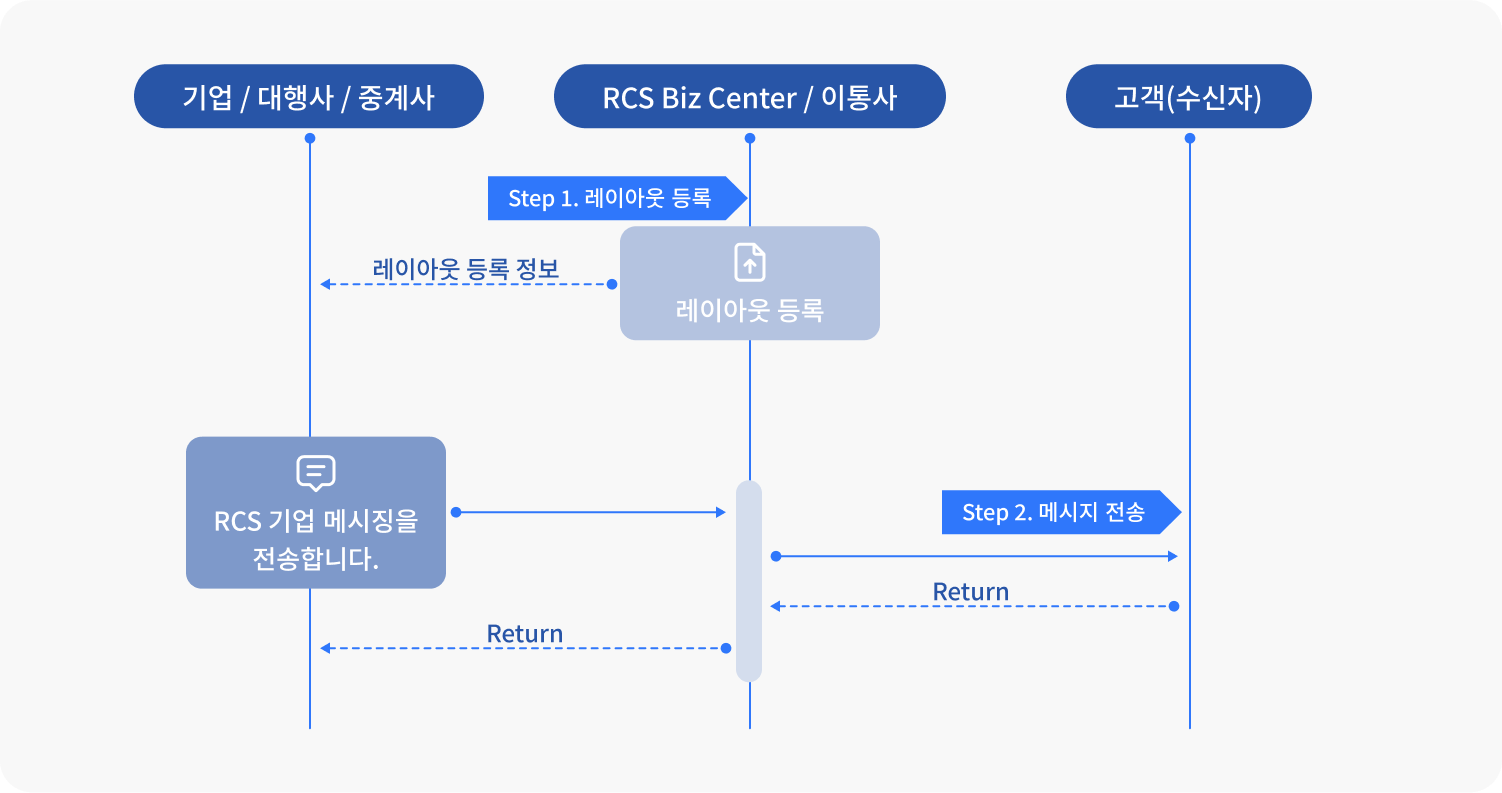 기업 / 대행사 / 중계사
RCS Biz Center / 이통사
고객(수신자)
Step 1. 레이아웃 등록
레이아웃 등록 정보
레이아웃 등록
RCS 기업 메시징을
전송합니다.
Step 2. 메시지 전송
Return
Return